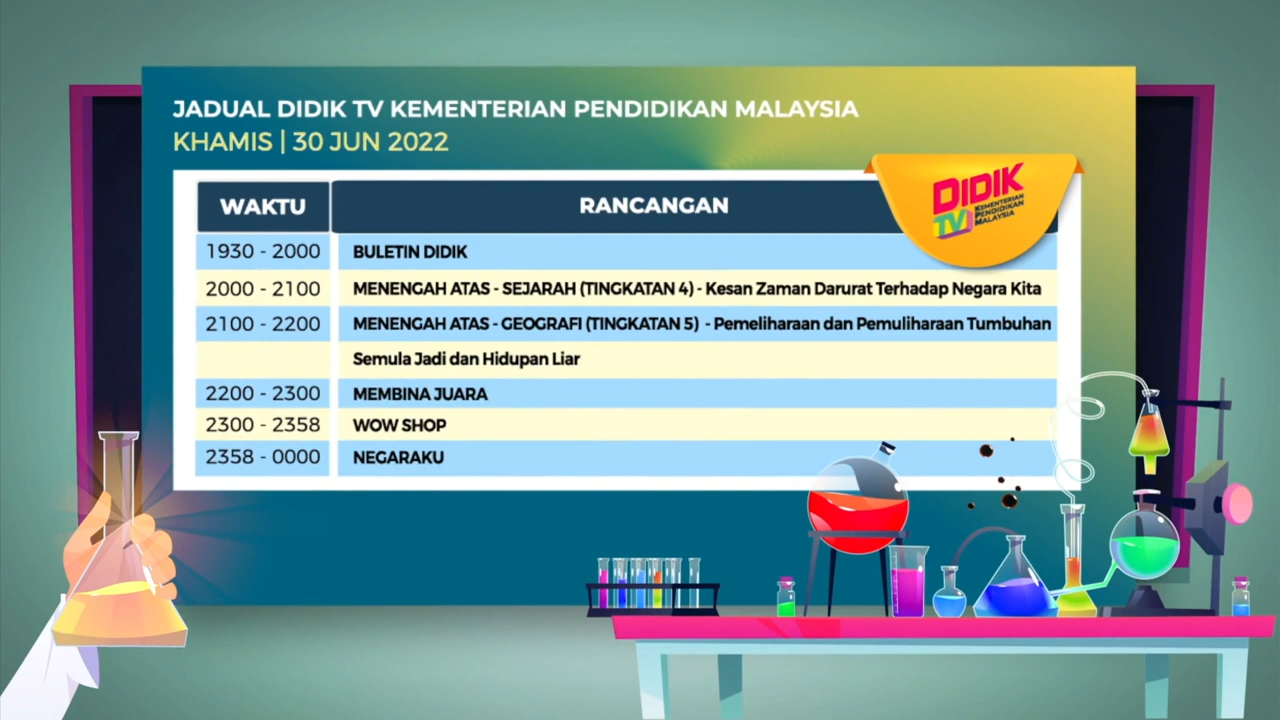 JADUAL DIDIK TV KEMENTERIAN PENDIDIKAN MALAYSIA
KHAMIS | 30 JUN 2022
DIDIK
TV KEMENTERIAN
PENDIDIKAN
MALAYSIA
WAKTU RANCANGAN
1930 - 2000 BULETIN DIDIK
2000 - 2100 MENENGAH ATAS - SEJARAH (TINGKATAN 4) - Kesan Zaman Darurat Terhadap Negara Kita
2100 - 2200 MENENGAH ATAS - GEOGRAFI (TINGKATAN 5) - Pemeliharaan dan Pemuliharaan Tumbuhan
Semula Jadi dan Hidupan Liar
2200 - 2300 MEMBINA JUARA
2300 - 2358 WOW SHOP
2358 - 0000 NEGARAKU